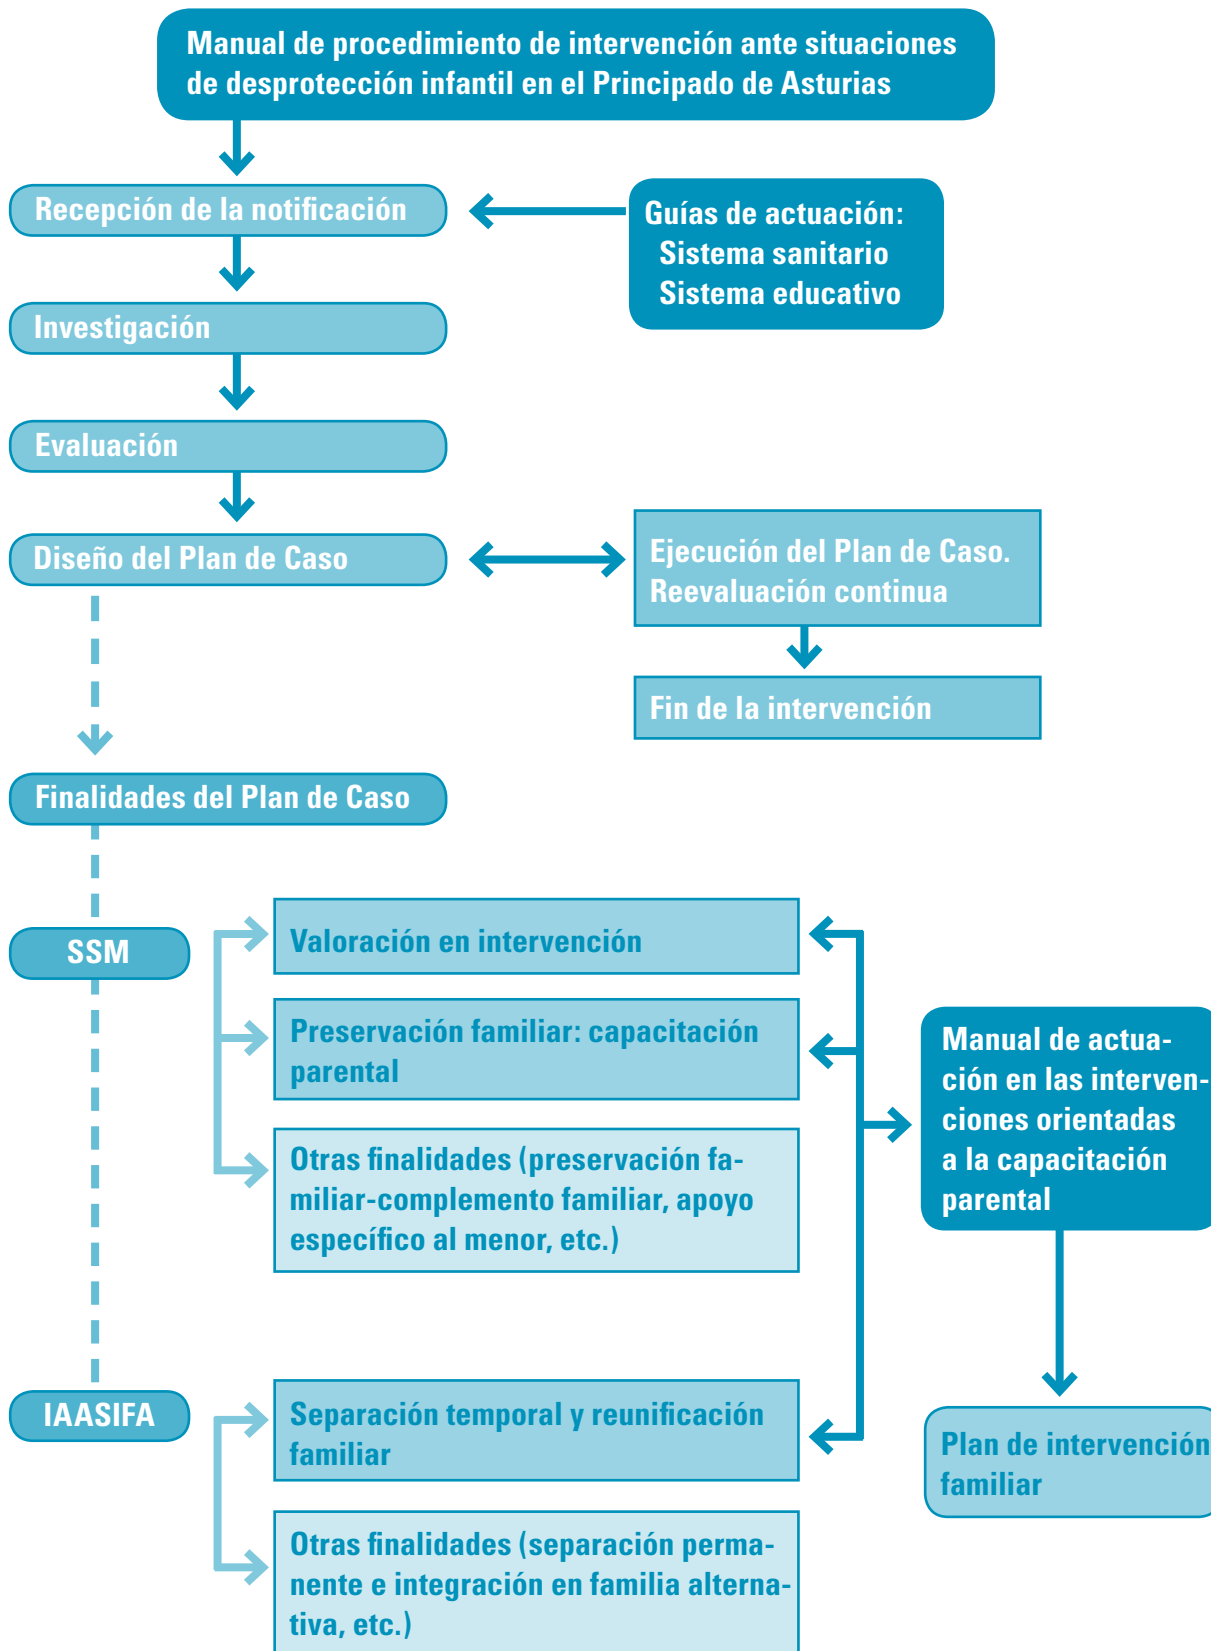 Manual de procedimiento de intervención ante situaciones
de desprotección infantil en el Principado de Asturias
Recepción de la notificación
Guías de actuación:
Sistema sanitario
Sistema educativo
Investigación
Evaluación
Diseño del Plan de Caso
Ejecución del Plan de Caso.
Reevaluación continua
Fin de la intervención
Finalidades del Plan de Caso
SSM
Valoración en intervención
Preservación familiar: capacitación
parental
Otras finalidades (preservación fa-
miliar-complemento familiar, apoyo
específico al menor, etc.)
Manual de actua-
ción en las interven-
ciones orientadas
a la capacitación
parental
IAASIFA
Separación temporal y reunificación
familiar
Plan de intervención
familiar
Otras finalidades (separación perma-
nente e integración en familia alterna-
tiva, etc.)